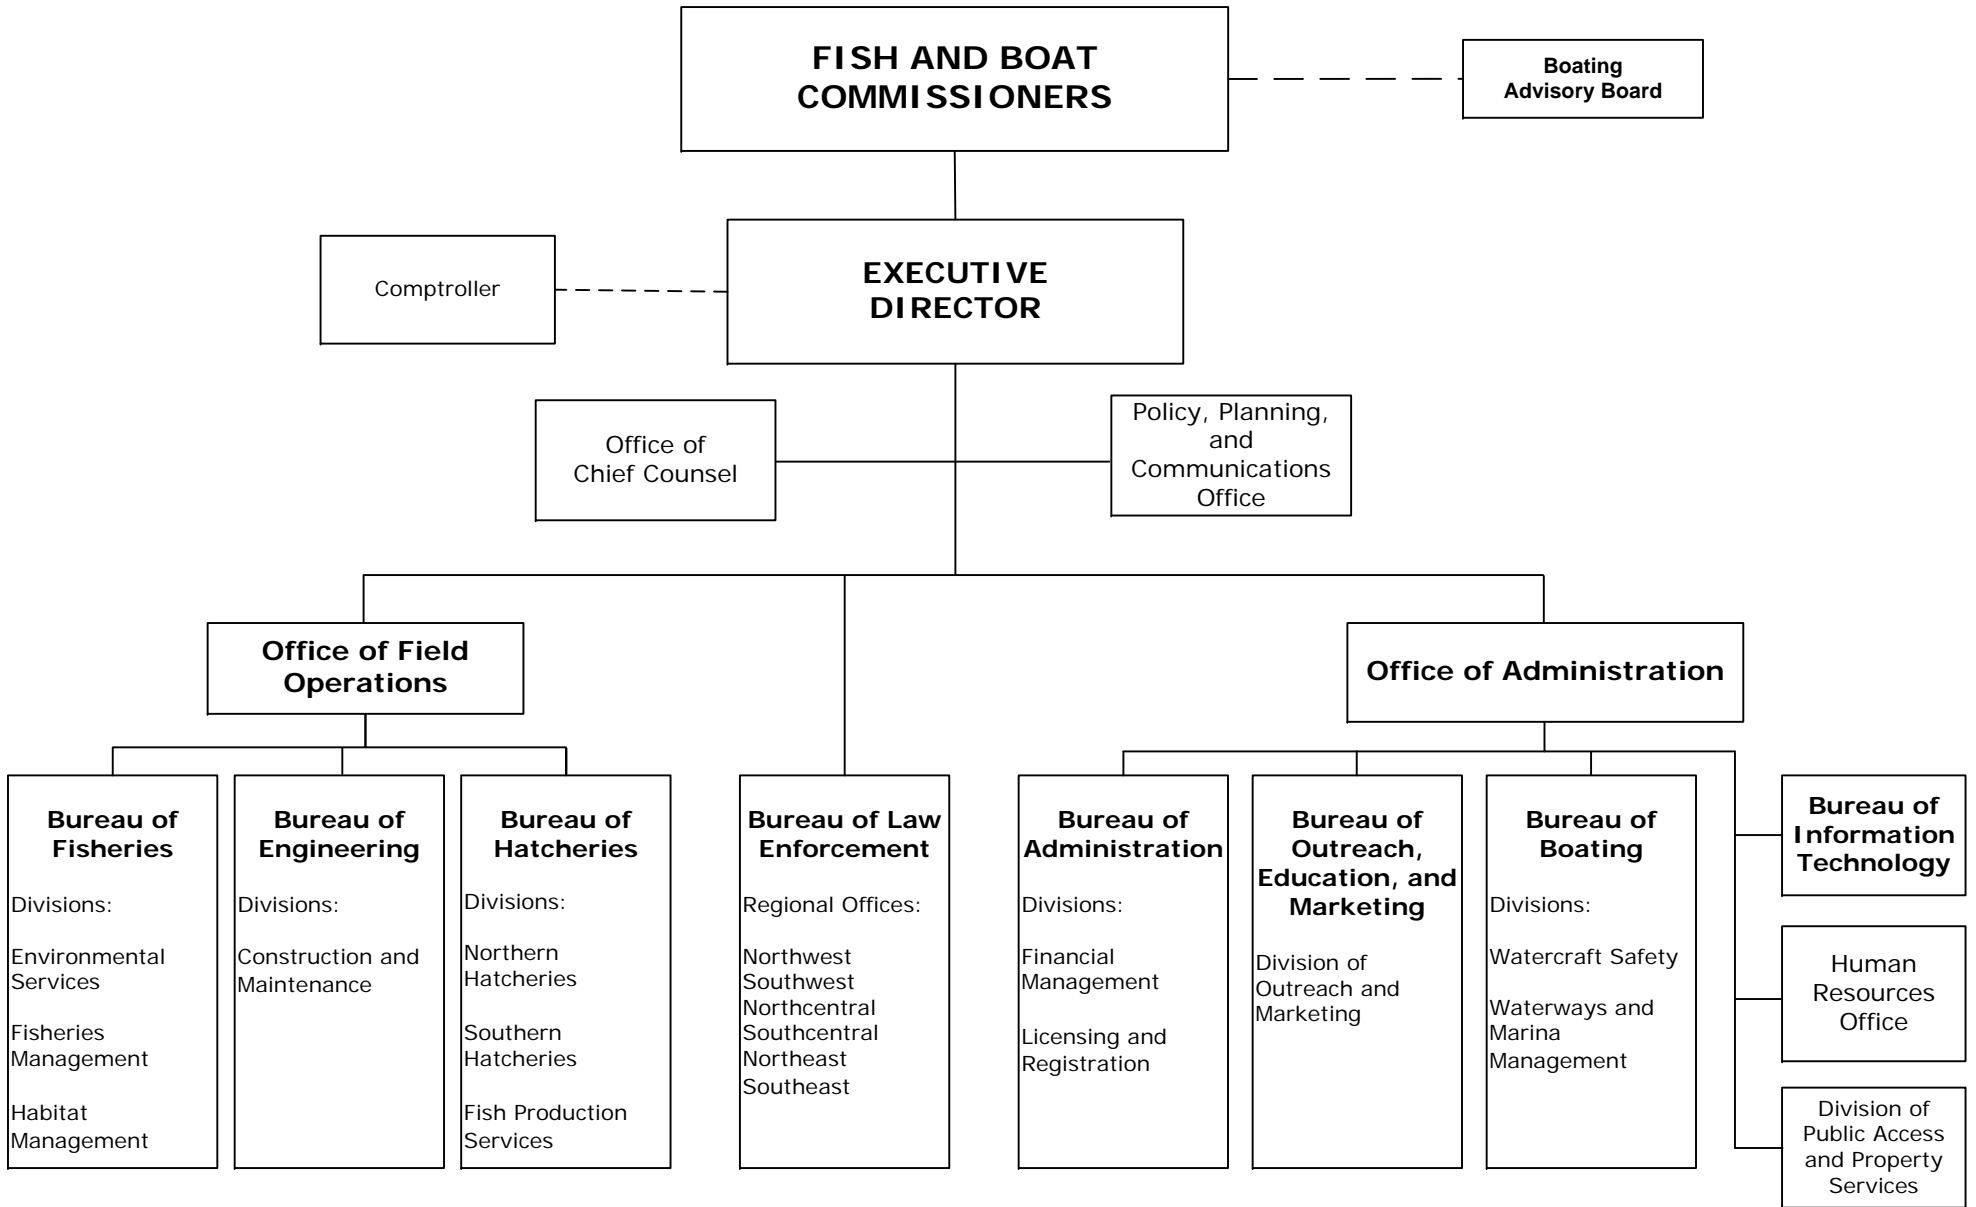 FISH AND BOAT
COMMISSIONERS
Boating
Advisory Board
Comptroller
EXECUTIVE
DIRECTOR
Office of
Chief Counsel
Policy, Planning,
and
Communications
Office
Office of Field
Operations
Office of Administration
Bureau of
Fisheries
Divisions:
Environmental
Services
Fisheries
Management
Habitat
Management
Bureau of
Engineering
Divisions:
Construction and
Maintenance
Bureau of
Hatcheries
Divisions:
Northern
Hatcheries
Southern
Hatcheries
Fish Production
Services
Bureau of Law
Enforcement
Regional Offices:
Northwest
Southwest
Northcentral
Southcentral
Northeast
Southeast
Bureau of
Administration
Divisions:
Financial
Management
Licensing and
Registration
Bureau of
Outreach,
Education, and
Marketing
Division of
Outreach and
Marketing
Bureau of
Boating
Divisions:
Watercraft Safety
Waterways and
Marina
Management
Bureau of
Information
Technology
Human
Resources
Office
Division of
Public Access
and Property
Services